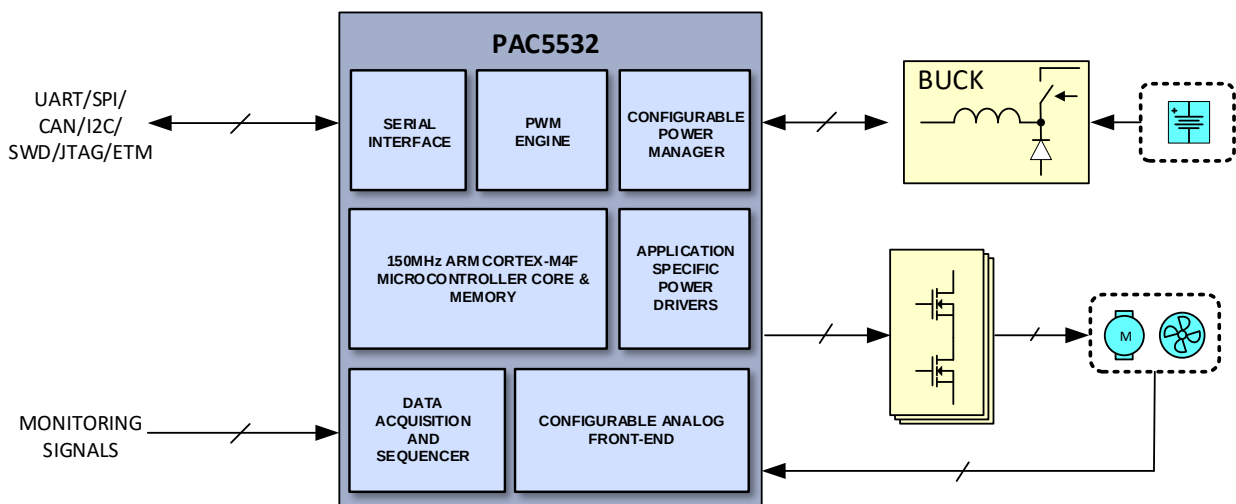 PAC5532
UART/SPI/
CAN/I2C/
SWD/JTAG/ETM
SERIAL
INTERFACE
PWM
ENGINE
CONFIGURABLE
POWER
MANAGER
BUCK
150MHz ARM CORTEX-M4F
MICROCONTROLLER CORE &
MEMORY
APPLICATION
SPECIFIC
POWER
DRIVERS
M
MONITORING
SIGNALS
DATA
ACQUISITION
AND
SEQUENCER
CONFIGURABLE ANALOG
FRONT-END